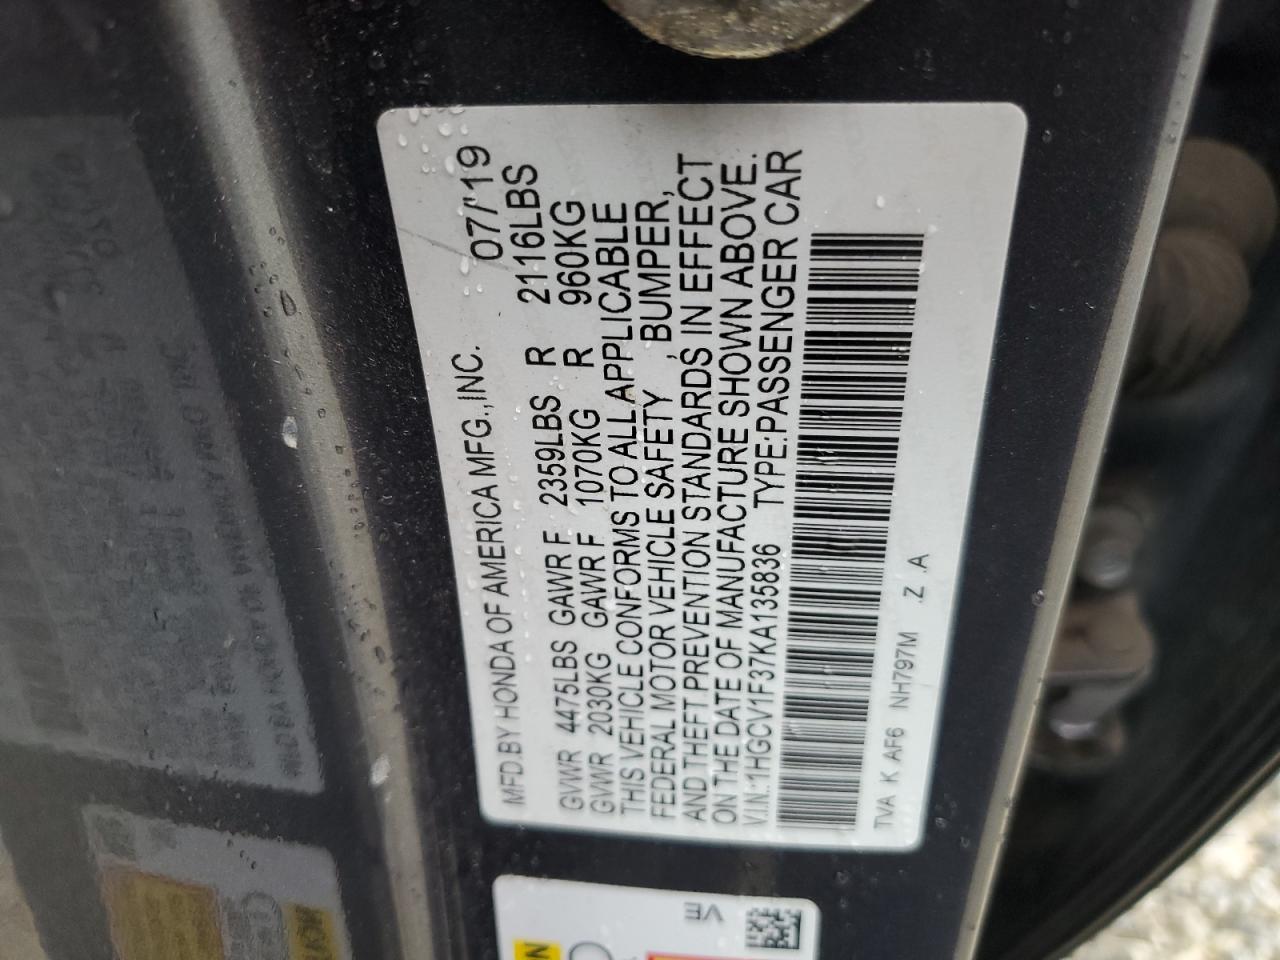 MFD.BY HONDA OF AMERICA MFG.,INC. 07/'19
GVWR 4475LBS GAWR F 2359LBS R 2116LBS
GVWR 2030KG GAWR F 1070KG R 960KG
THIS VEHICLE CONFORMS TO ALL APPLICABLE
FEDERAL MOTOR VEHICLE SAFETY , BUMPER,
AND THEFT PREVENTION STANDARDS IN EFFECT
ON THE DATE OF MANUFACTURE SHOWN ABOVE.
V.I.N.:1HGCV1F37KA135836 TYPE:PASSENGER CAR
TVA K AF6 NH797M .Z .A
VE